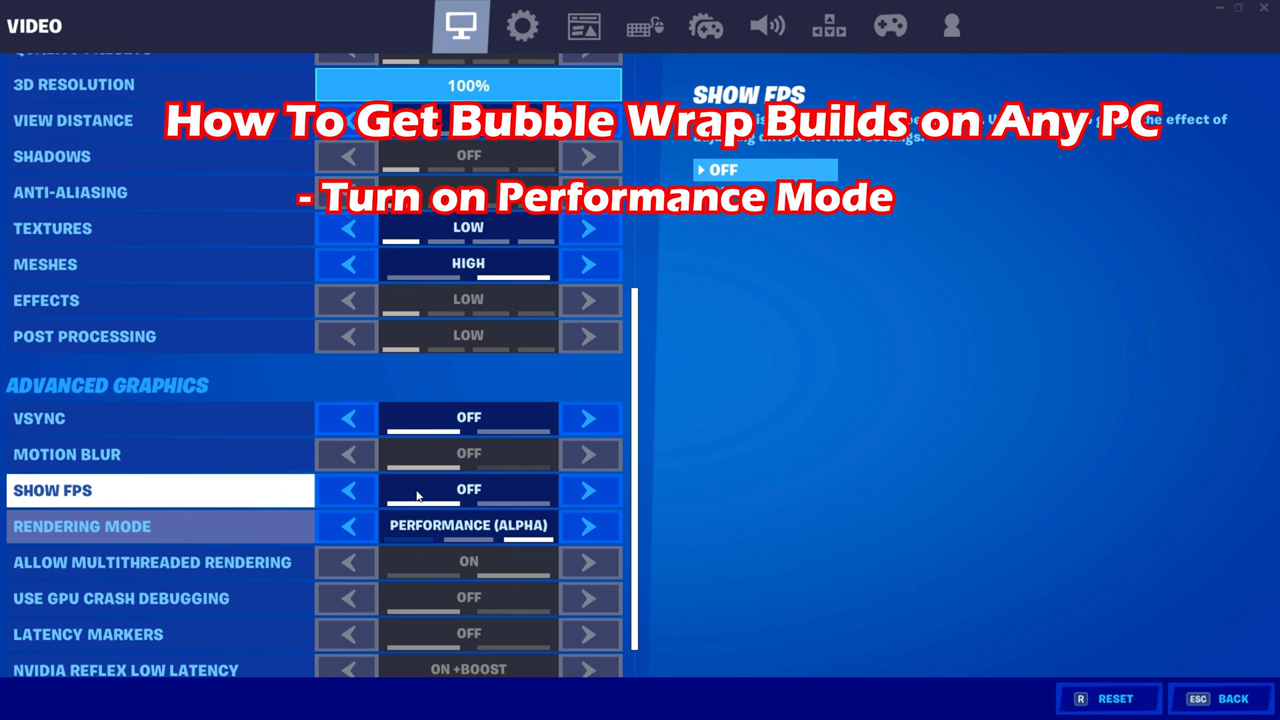 VIDEO
3D RESOLUTION 100%
SHOW FPS
How To Get Bubble Wrap Builds on Any PC
VIEW DISTANCE
the effect of
SHADOWS OFF
OFF
ANTI-ALIASING
- Turn on Performance Mode
TEXTURES LOW
MESHES HIGH
EFFECTS LOW
POST PROCESSING LOW
ADVANCED GRAPHICS
VSYNC OFF
MOTION BLUR OFF
SHOW FPS OFF
RENDERING MODE PERFORMANCE (ALPHA)
ALLOW MULTITHREADED RENDERING ON
USE GPU CRASH DEBUGGING OFF
LATENCY MARKERS OFF
NVIDIA REFLEX LOW LATENCY ON +BOOST
R RESET ESC BACK